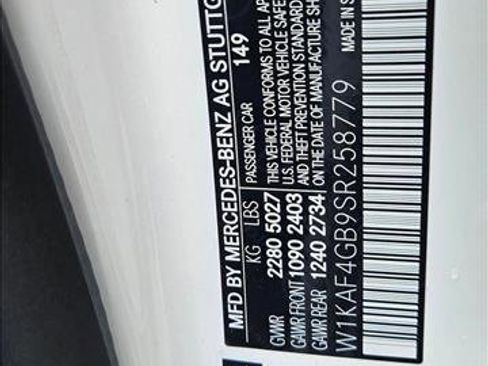 MFD BY MERCEDES-BENZ AG STUTTG
149
KG LBS PASSENGER CAR
GVWR 2280 5027 THIS VEHICLE CONFORMS TO ALL AP
GAWR FRONT 1090 2403 U.S. FEDERAL MOTOR VEHICLE SAFE
AND THEFT PREVENTION STANDARD
GAWR REAR 1240 2734 ON THE DATE OF MANUFACTURE SH
W1KAF4GB9SR258779 MADE IN S